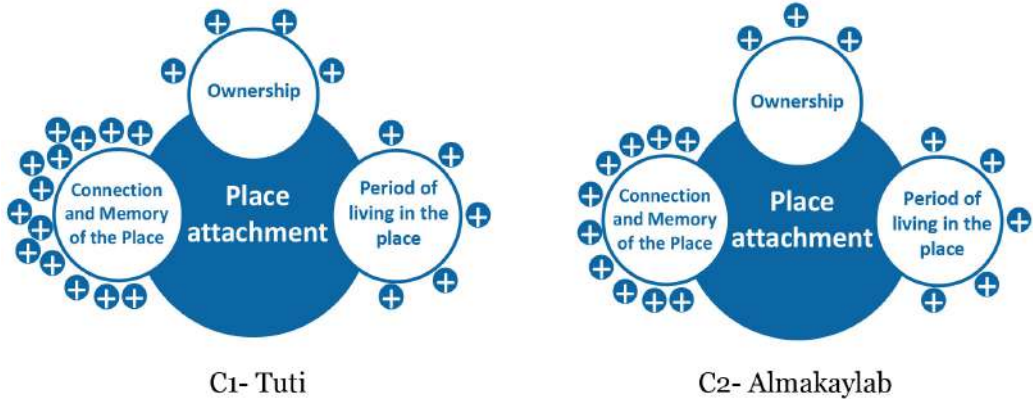 Ownership
Connection
and Memory
of the Place
Place
attachment
Period of
living in the
place
C1- Tuti
Ownership
Connection
and Memory
of the Place
Place
attachment
Period of
living in the
place
C2- Almakaylab